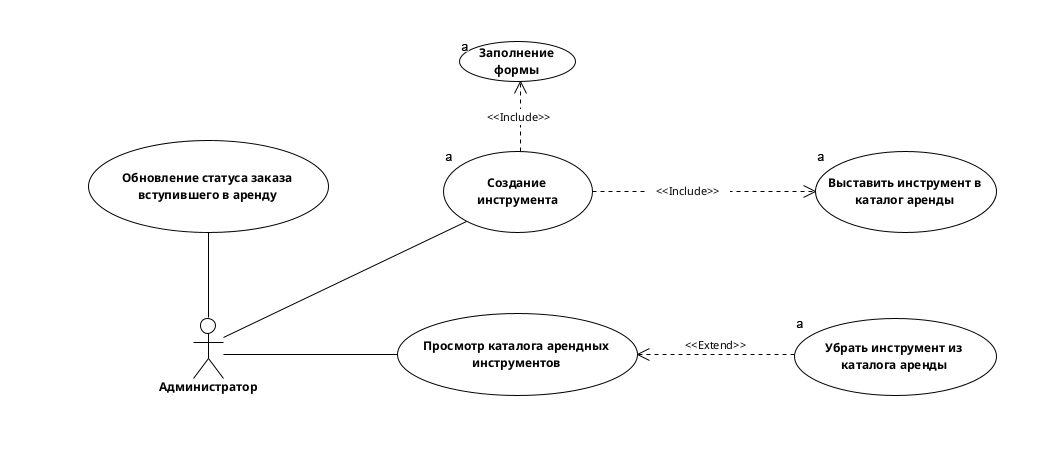 a
Заполнение
формы
<<Include>>
Обновление статуса заказа
вступившего в аренду
a
Создание
инструмента
<<Include>>
a
Выставить инструмент в
каталог аренды
Просмотр каталога арендных
инструментов
<<Extend>>
a
Убрать инструмент из
каталога аренды
Администратор